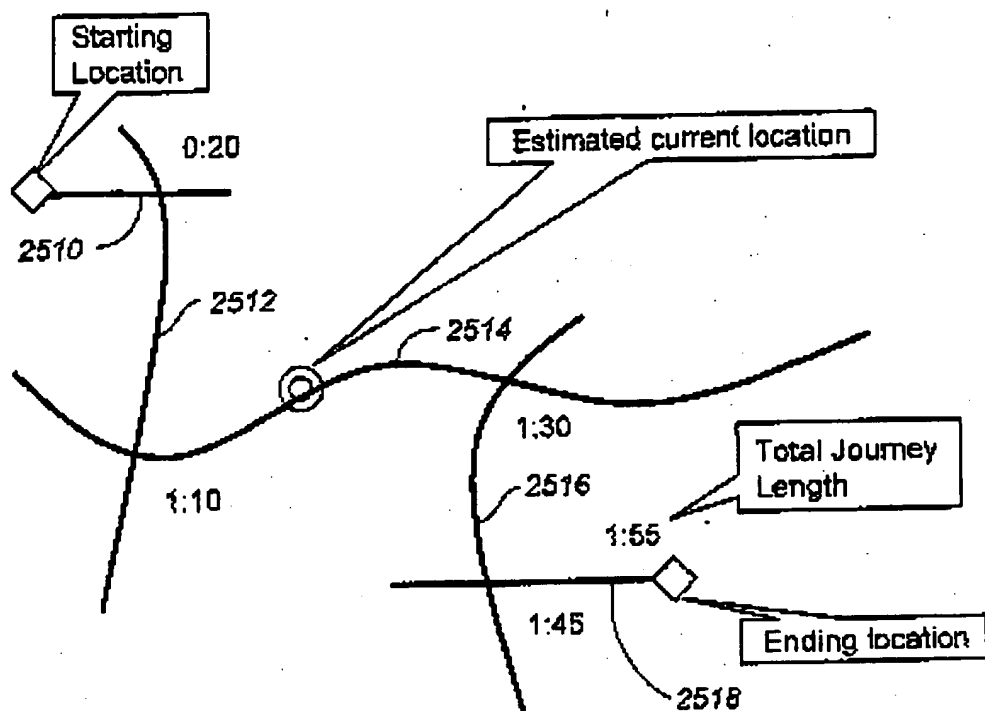 Starting
Location
0:20
Estimated current location
2510
2512
2514
1:30
Total Journey
Length
1:10
2516
1:55
1:45
Ending location
2518